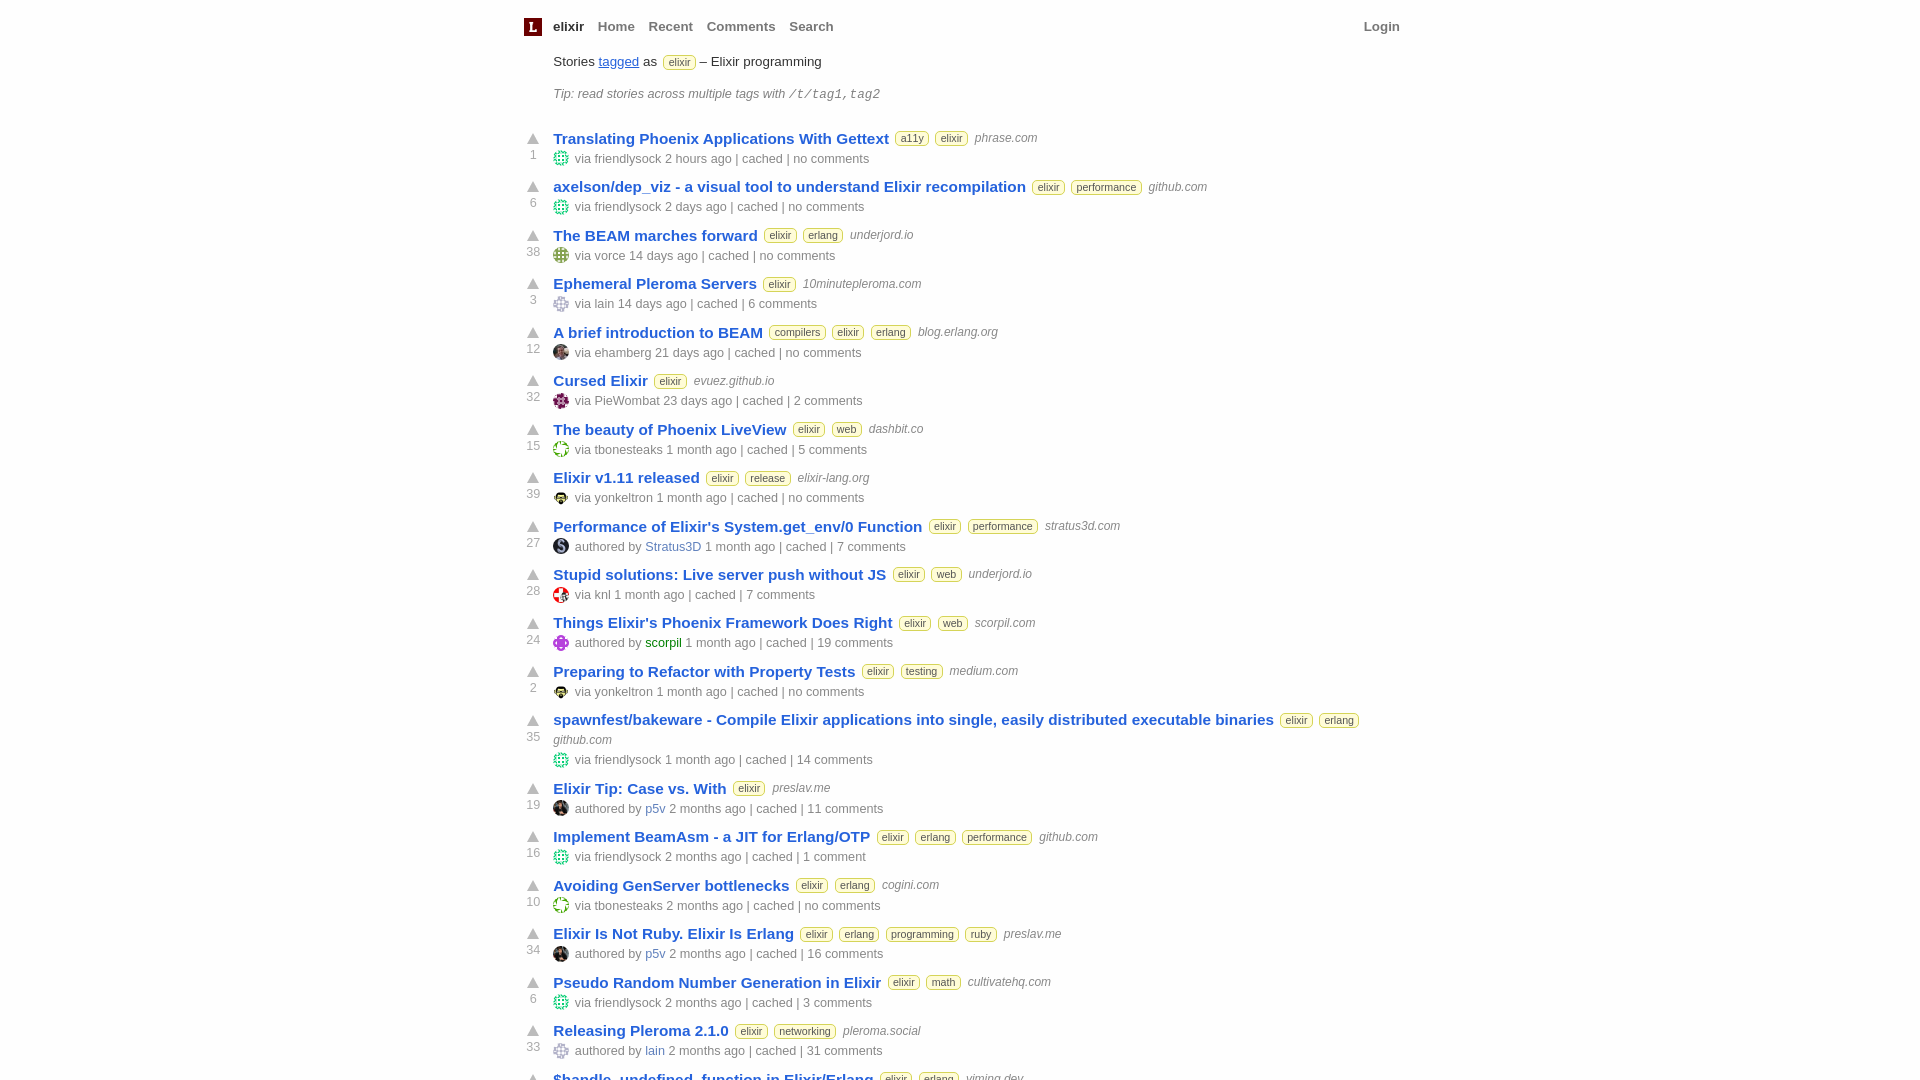 L elixir Home Recent Comments Search Login
Stories tagged as elixir – Elixir programming
Tip: read stories across multiple tags with /t/tag1,tag2
Translating Phoenix Applications With Gettext a11y elixir phrase.com
1 via friendlysock 2 hours ago | cached | no comments
axelson/dep_viz - a visual tool to understand Elixir recompilation elixir performance github.com
6 via friendlysock 2 days ago | cached | no comments
The BEAM marches forward elixir erlang underjord.io
38 via vorce 14 days ago | cached | no comments
Ephemeral Pleroma Servers elixir 10minutepleroma.com
3 via lain 14 days ago | cached | 6 comments
A brief introduction to BEAM compilers elixir erlang blog.erlang.org
12 via ehamberg 21 days ago | cached | no comments
Cursed Elixir elixir evuez.github.io
32 via PieWombat 23 days ago | cached | 2 comments
The beauty of Phoenix LiveView elixir web dashbit.co
15 via tbonesteaks 1 month ago | cached | 5 comments
Elixir v1.11 released elixir release elixir-lang.org
39 via yonkeltron 1 month ago | cached | no comments
Performance of Elixir's System.get_env/0 Function elixir performance stratus3d.com
27 authored by Stratus3D 1 month ago | cached | 7 comments
Stupid solutions: Live server push without JS elixir web underjord.io
28 via knl 1 month ago | cached | 7 comments
Things Elixir's Phoenix Framework Does Right elixir web scorpil.com
24 authored by scorpil 1 month ago | cached | 19 comments
Preparing to Refactor with Property Tests elixir testing medium.com
2 via yonkeltron 1 month ago | cached | no comments
spawnfest/bakeware - Compile Elixir applications into single, easily distributed executable binaries elixir erlang
35 github.com
via friendlysock 1 month ago | cached | 14 comments
Elixir Tip: Case vs. With elixir preslav.me
19 authored by p5v 2 months ago | cached | 11 comments
Implement BeamAsm - a JIT for Erlang/OTP elixir erlang performance github.com
16 via friendlysock 2 months ago | cached | 1 comment
Avoiding GenServer bottlenecks elixir erlang cogini.com
10 via tbonesteaks 2 months ago | cached | no comments
Elixir Is Not Ruby. Elixir Is Erlang elixir erlang programming ruby preslav.me
34 authored by p5v 2 months ago | cached | 16 comments
Pseudo Random Number Generation in Elixir elixir math cultivatehq.com
6 via friendlysock 2 months ago | cached | 3 comments
Releasing Pleroma 2.1.0 elixir networking pleroma.social
33 authored by lain 2 months ago | cached | 31 comments
$handle_undefined_function in Elixir/Erlang elixir erlang yiming.dev